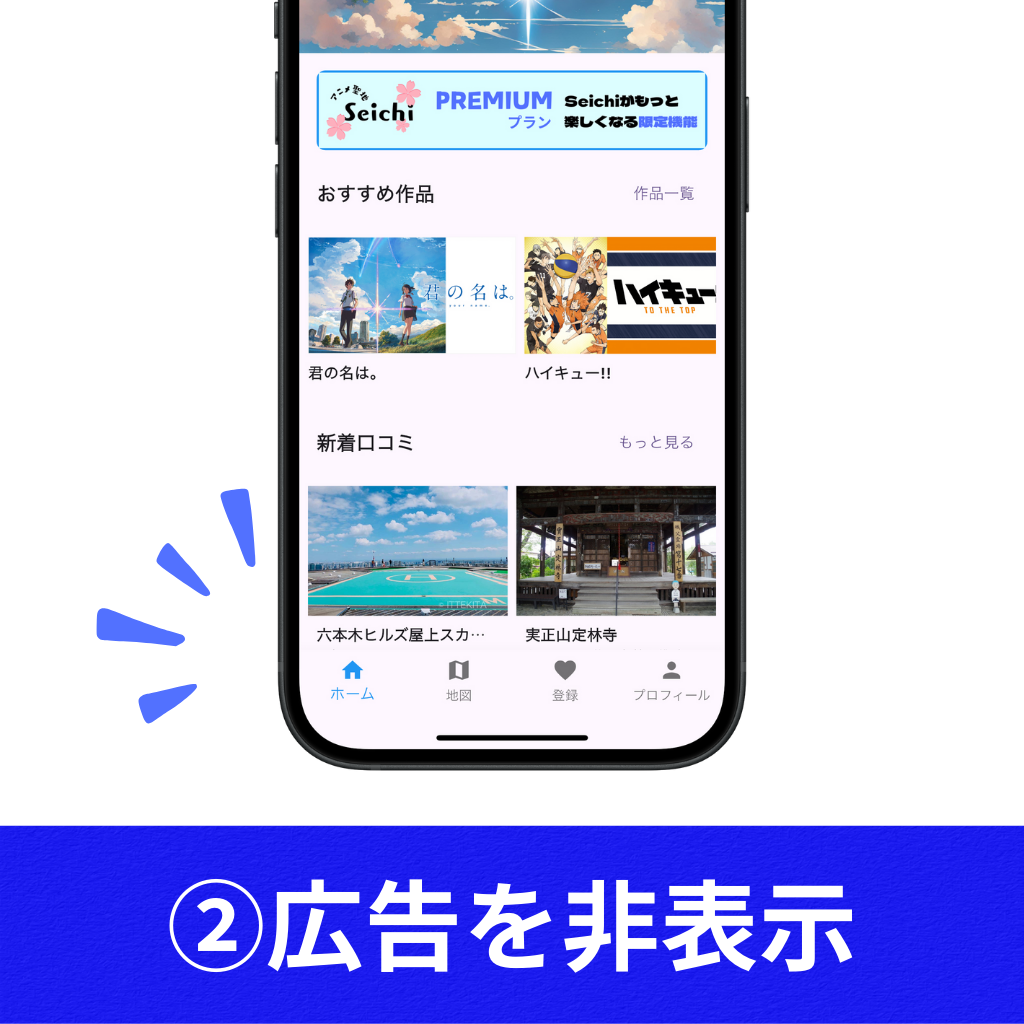 アニメ聖地
Seichi
PREMIUM
プラン
Seichiがもっと
楽しくなる限定機能
おすすめ作品
作品一覧
君の名は。
your name.
ハイキュー
TO THE TOP
君の名は。
ハイキュー!!
新着口コミ
もっと見る
H
© ITTEKITA
六本木ヒルズ屋上スカ…
実正山定林寺
ホーム
地図
登録
プロフィール
②広告を非表示